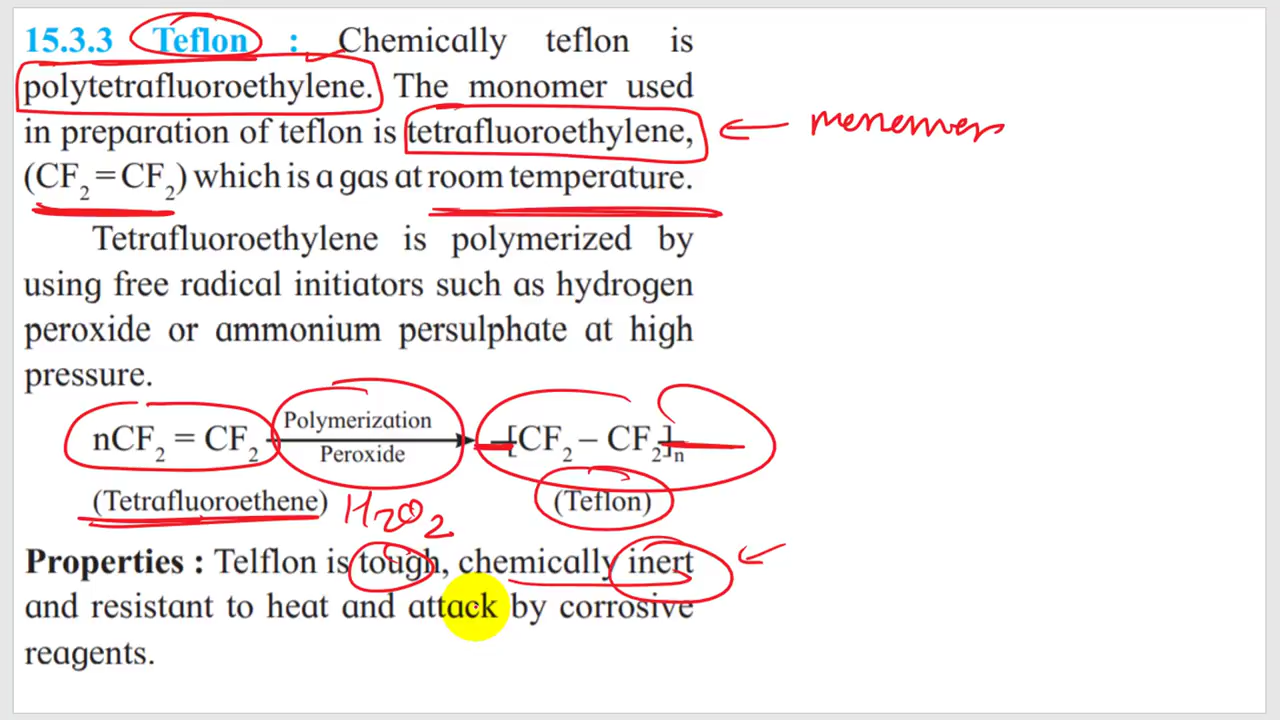 15.3.3 Teflon : Chemically teflon is
polytetrafluoroethylene. The monomer used
in preparation of teflon is tetrafluoroethylene,
menemers
(CF₂=CF₂) which is a gas at room temperature.
Tetrafluoroethylene is polymerized by
using free radical initiators such as hydrogen
peroxide or ammonium persulphate at high
pressure.
Polymerization
nCF₂ = CF₂ → -[CF₂ – CF₂]-n
Peroxide
(Tetrafluoroethene) (Teflon)
H2O2
Properties : Telflon is tough, chemically inert
and resistant to heat and attack by corrosive
reagents.